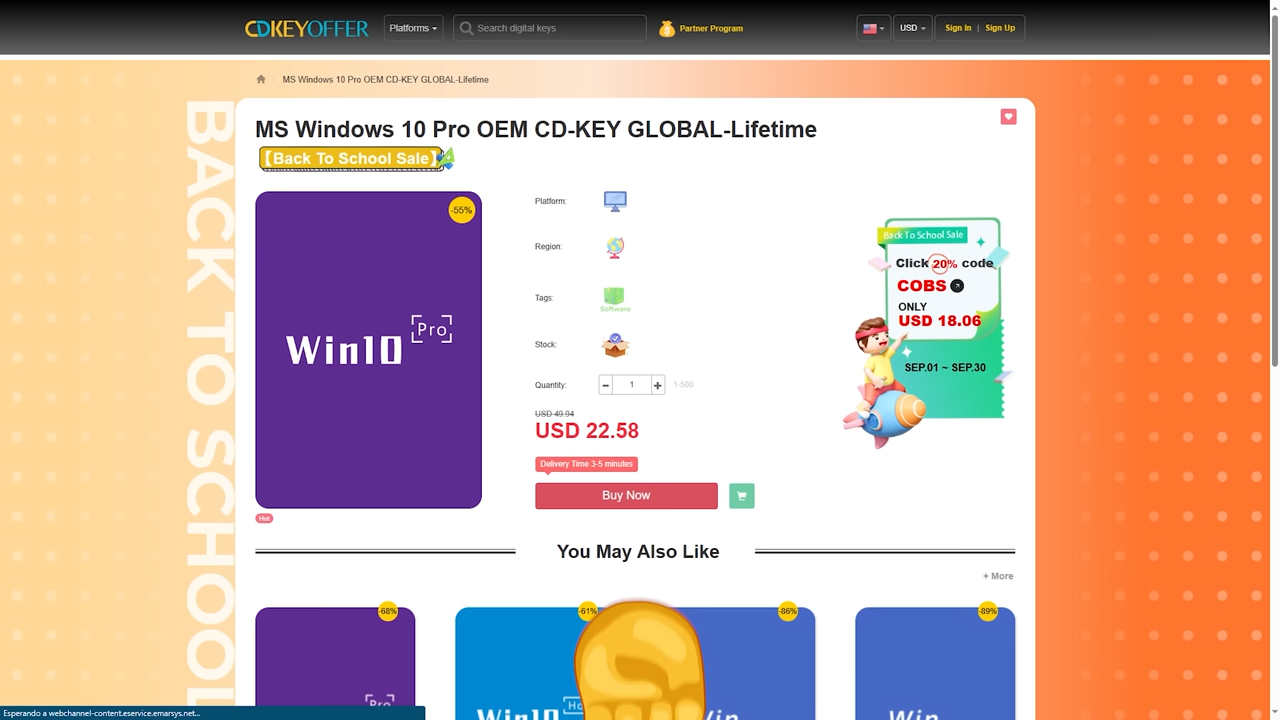 CDKEYOFFER
Platforms
Search digital keys
Partner Program
USD
Sign In
Sign Up
MS Windows 10 Pro OEM CD-KEY GLOBAL-Lifetime
MS Windows 10 Pro OEM CD-KEY GLOBAL-Lifetime
【Back To School Sale】
BACK TO SCHOOL
-55%
Win10 [Pro]
Hot
Platform:
Region:
Tags:
Software
Stock:
Quantity:
- 1 +
1-500
USD 49.94
USD 22.58
Delivery Time 3-5 minutes
Buy Now
Back To School Sale
Click 20% code
COBS
ONLY
USD 18.06
SEP.01 ~ SEP.30
You May Also Like
+ More
-68%
-61%
-86%
-89%
Pro
Win10
Win
Esperando a webchannel-content.eservice.emarsys.net...